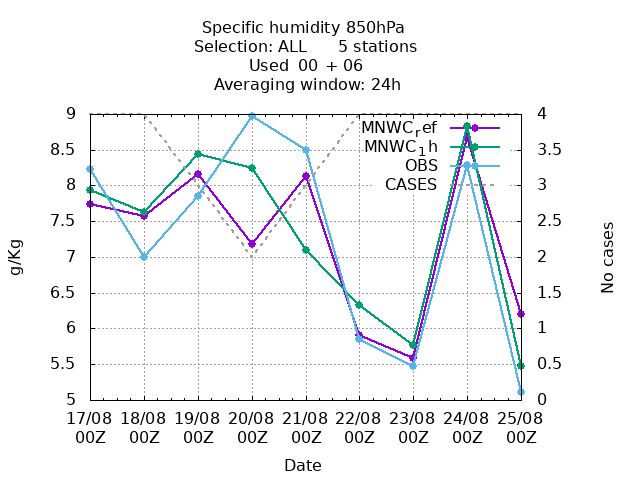 Specific humidity 850hPa
Selection: ALL 5 stations
Used 00 + 06
Averaging window: 24h
MNWC_ref
MNWC_1h
OBS
CASES
9
8.5
8
7.5
7
6.5
6
5.5
5
4
3.5
3
2.5
2
1.5
1
0.5
0
g/Kg
No cases
17/08 18/08 19/08 20/08 21/08 22/08 23/08 24/08 25/08
00Z 00Z 00Z 00Z 00Z 00Z 00Z 00Z 00Z
Date